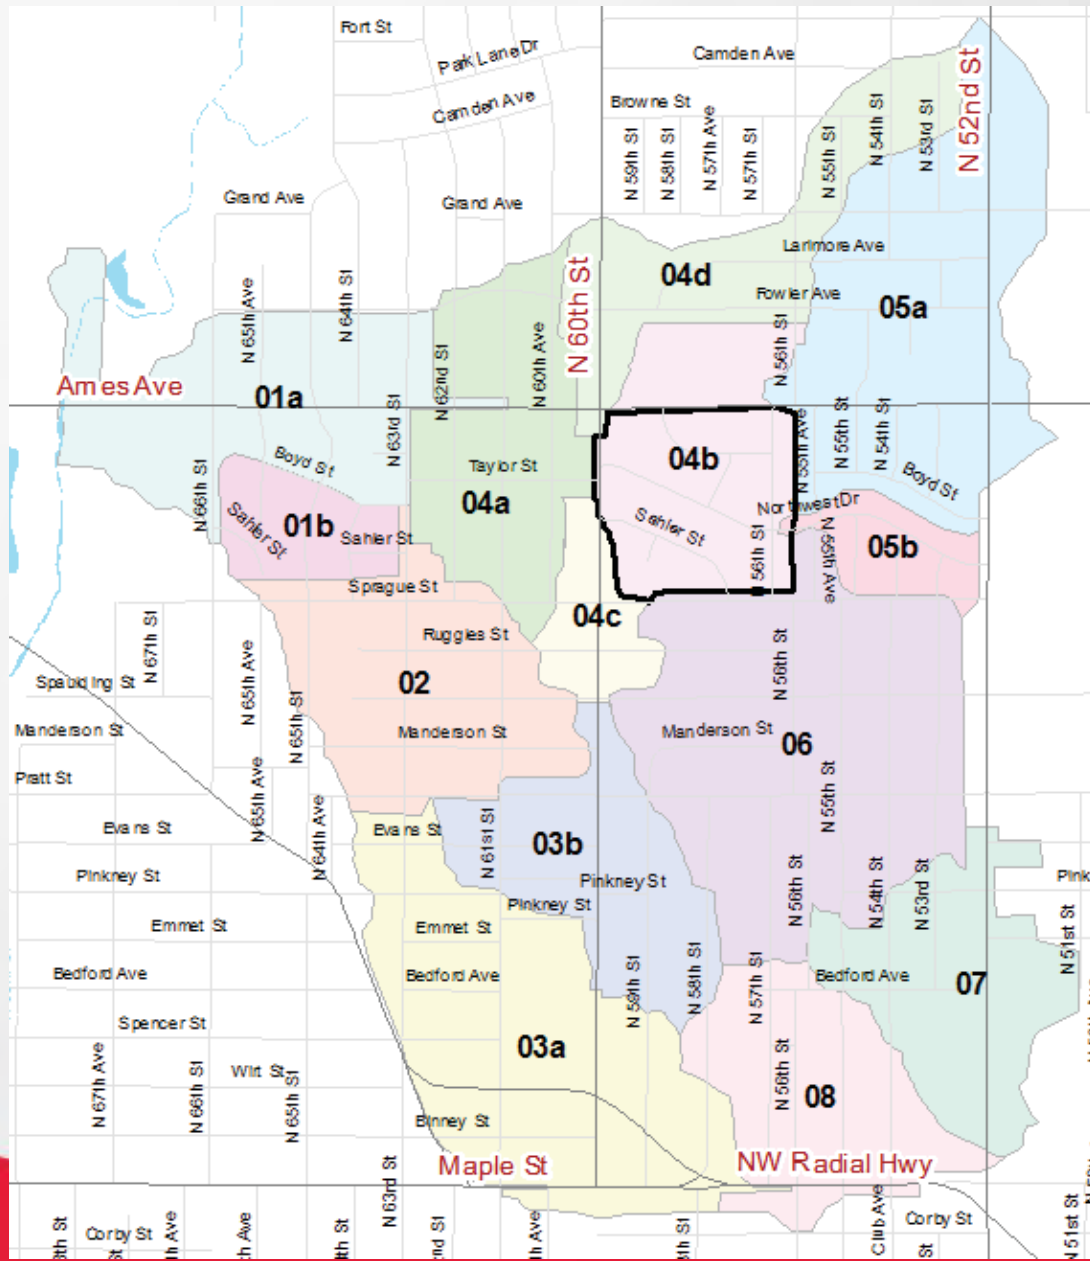 Fort St
Park Lane Dr
Camden Ave
Camden Ave
Browne St
N 59th St
N 58th St
N 57th Ave
N 57th St
N 55th St
N 54th St
N 53rd St
N 52nd St
Grand Ave
Grand Ave
Larimore Ave
04d
Fowler Ave
05a
N 65th Ave
N 64th St
N 62nd St
N 60th Ave
N 60th St
N 56th St
Ames Ave
01a
N 63rd St
N 55th Ave
N 55th St
N 54th St
Boyd St
Taylor St
04b
Boyd St
N 66th St
04a
Northwest Dr
Sahler St
01b
Sahler St
Sahler St
N 56th St
N 55th Ave
05b
Sprague St
04c
N 67th St
Ruggles St
N 56th St
Spaulding St
N 65th Ave
N 65th St
02
Manderson St
Manderson St
Manderson St
06
Pratt St
N 65th Ave
N 64th Ave
N 55th St
Evans St
Evans St
N 61st St
03b
Pinkney St
Pinkney St
Pinkney St
N 56th St
N 54th St
N 53rd St
Pink
Emmet St
Emmet St
N 51st St
Bedford Ave
Bedford Ave
N 59th St
N 58th St
N 57th St
Bedford Ave
07
Spencer St
03a
N 67th Ave
N 66th St
Wirt St
N 65th St
N 56th St
08
Binney St
Maple St
NW Radial Hwy
N 63rd St
Corby St
Club Ave
Corby St
N 51st St